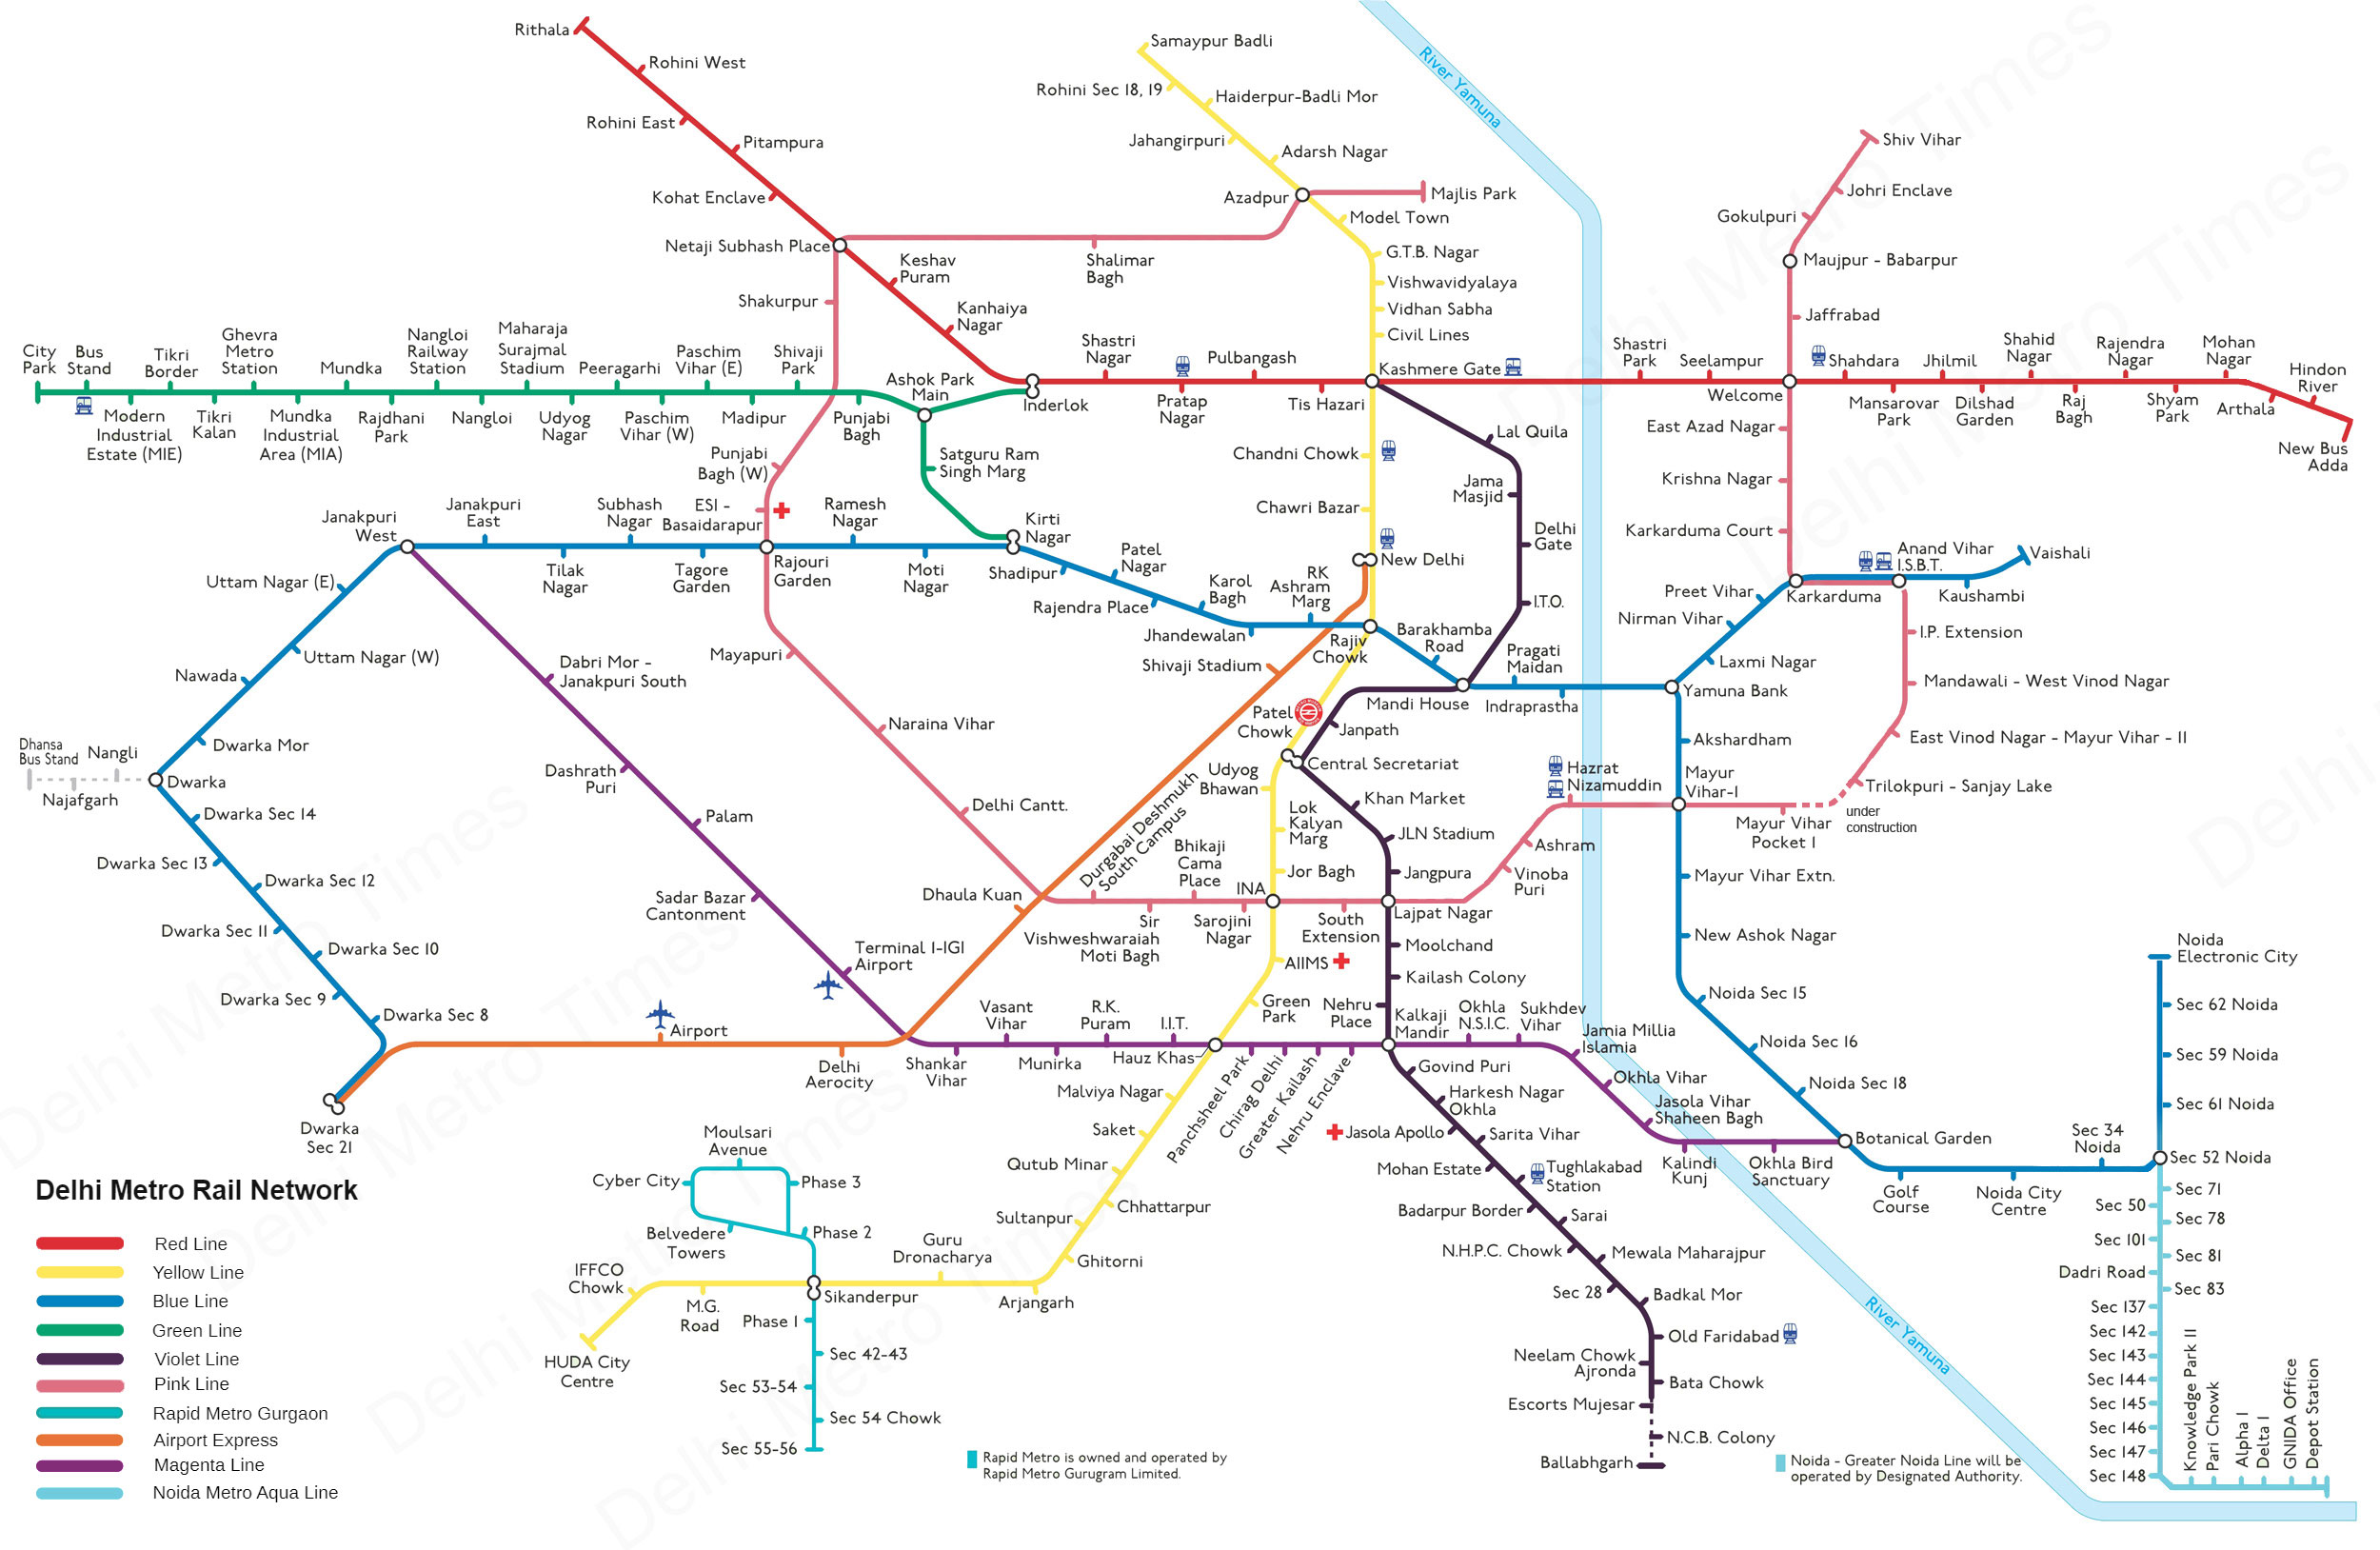 Rithala
Rohini West
Rohini East
Pitampura
Kohat Enclave
Netaji Subhash Place
Keshav
Puram
Kanhaiya
Nagar
Shakurpur
Shalimar
Bagh
Samaypur Badli
Rohini Sec 18, 19
Haiderpur-Badli Mor
Jahangirpuri
Adarsh Nagar
Azadpur
Majlis Park
Model Town
G.T.B. Nagar
Vishwavidyalaya
Vidhan Sabha
Civil Lines
Kashmere Gate
River Yamuna
Shiv Vihar
Johri Enclave
Gokulpuri
Maujpur - Babarpur
Jaffrabad
City
Park
Bus
Stand
Modern
Industrial
Estate (MIE)
Tikri
Border
Tikri
Kalan
Ghevra
Metro
Station
Mundka
Industrial
Area (MIA)
Mundka
Rajdhani
Park
Nangloi
Railway
Station
Nangloi
Maharaja
Surajmal
Stadium
Udyog
Nagar
Peeragarhi
Paschim
Vihar (W)
Paschim
Vihar (E)
Madipur
Shivaji
Park
Punjabi
Bagh
Ashok Park
Main
Inderlok
Shastri
Nagar
Pratap
Nagar
Pulbangash
Tis Hazari
Shastri
Park
Seelampur
Welcome
Shahdara
Mansarovar
Park
Jhilmil
Dilshad
Garden
Shahid
Nagar
Raj
Bagh
Rajendra
Nagar
Shyam
Park
Mohan
Nagar
Arthala
Hindon
River
New Bus
Adda
Punjabi
Bagh (W)
ESI -
Basaidarapur
Satguru Ram
Singh Marg
Kirti
Nagar
Chandni Chowk
Chawri Bazar
New Delhi
Lal Quila
Jama
Masjid
Delhi
Gate
I.T.O.
East Azad Nagar
Krishna Nagar
Karkarduma Court
Karkarduma
Anand Vihar
I.S.B.T.
Kaushambi
Vaishali
Janakpuri
West
Janakpuri
East
Tilak
Nagar
Subhash
Nagar
Tagore
Garden
Rajouri
Garden
Ramesh
Nagar
Moti
Nagar
Shadipur
Patel
Nagar
Rajendra Place
Karol
Bagh
Jhandewalan
RK
Ashram
Marg
Rajiv
Chowk
Barakhamba
Road
Mandi House
Pragati
Maidan
Indraprastha
Yamuna Bank
Laxmi Nagar
Nirman Vihar
Preet Vihar
Uttam Nagar (E)
Uttam Nagar (W)
Nawada
Dwarka Mor
Dwarka
Dhansa
Bus Stand
Najafgarh
Nangli
Dwarka Sec 14
Dwarka Sec 13
Dwarka Sec 12
Dwarka Sec 11
Dwarka Sec 10
Dwarka Sec 9
Dwarka Sec 8
Dwarka
Sec 21
Dabri Mor -
Janakpuri South
Dashrath
Puri
Palam
Sadar Bazar
Cantonment
Terminal 1-IGI
Airport
Mayapuri
Naraina Vihar
Delhi Cantt.
Shivaji Stadium
Dhaula Kuan
Airport
Delhi
Aerocity
Durgabai Deshmukh
South Campus
Sir
Vishweshwaraiah
Moti Bagh
Bhikaji
Cama
Place
Sarojini
Nagar
INA
South
Extension
Lajpat Nagar
Vinoba
Puri
Ashram
Hazrat
Nizamuddin
Patel
Chowk
Janpath
Central Secretariat
Udyog
Bhawan
Lok
Kalyan
Marg
Jor Bagh
Khan Market
JLN Stadium
Jangpura
Moolchand
Kailash Colony
Nehru
Place
Kalkaji
Mandir
AIIMS
Green
Park
Hauz Khas
I.P. Extension
Mandawali - West Vinod Nagar
East Vinod Nagar - Mayur Vihar - II
Trilokpuri - Sanjay Lake
under
construction
Mayur Vihar
Pocket I
Akshardham
Mayur
Vihar-I
Mayur Vihar Extn.
New Ashok Nagar
Noida Sec 15
Noida Sec 16
Noida Sec 18
Botanical Garden
Golf
Course
Noida City
Centre
Sec 34
Noida
Sec 52 Noida
Sec 61 Noida
Sec 59 Noida
Sec 62 Noida
Noida
Electronic City
Shankar
Vihar
Vasant
Vihar
Munirka
R.K.
Puram
I.I.T.
Panchsheel Park
Chirag Delhi
Greater Kailash
Nehru Enclave
Okhla
N.S.I.C.
Sukhdev
Vihar
Jamia Millia
Islamia
Okhla Vihar
Jasola Vihar
Shaheen Bagh
Kalindi
Kunj
Okhla Bird
Sanctuary
Govind Puri
Harkesh Nagar
Okhla
Jasola Apollo
Sarita Vihar
Mohan Estate
Tughlakabad
Station
Badarpur Border
Sarai
N.H.P.C. Chowk
Mewala Maharajpur
Sec 28
Badkal Mor
Old Faridabad
Neelam Chowk
Ajronda
Bata Chowk
Escorts Mujesar
N.C.B. Colony
Ballabhgarh
Malviya Nagar
Saket
Qutub Minar
Chhattarpur
Sultanpur
Ghitorni
Arjangarh
Guru
Dronacharya
Sikanderpur
M.G.
Road
IFFCO
Chowk
HUDA City
Centre
Moulsari
Avenue
Cyber City
Phase 3
Belvedere
Towers
Phase 2
Phase 1
Sec 42-43
Sec 53-54
Sec 54 Chowk
Sec 55-56
Sec 71
Sec 50
Sec 78
Sec 101
Sec 81
Dadri Road
Sec 83
Sec 137
Sec 142
Sec 143
Sec 144
Sec 145
Sec 146
Sec 147
Sec 148
Knowledge Park II
Pari Chowk
Alpha I
Delta I
GNIDA Office
Depot Station
River Yamuna
Delhi Metro Rail Network
Red Line
Yellow Line
Blue Line
Green Line
Violet Line
Pink Line
Rapid Metro Gurgaon
Airport Express
Magenta Line
Noida Metro Aqua Line
Rapid Metro is owned and operated by
Rapid Metro Gurugram Limited.
Noida - Greater Noida Line will be
operated by Designated Authority.
Delhi Metro Times
Delhi Metro Times
Delhi Metro Times
Delhi Metro Times
Delhi Metro Times
Delhi Metro Times
Delhi